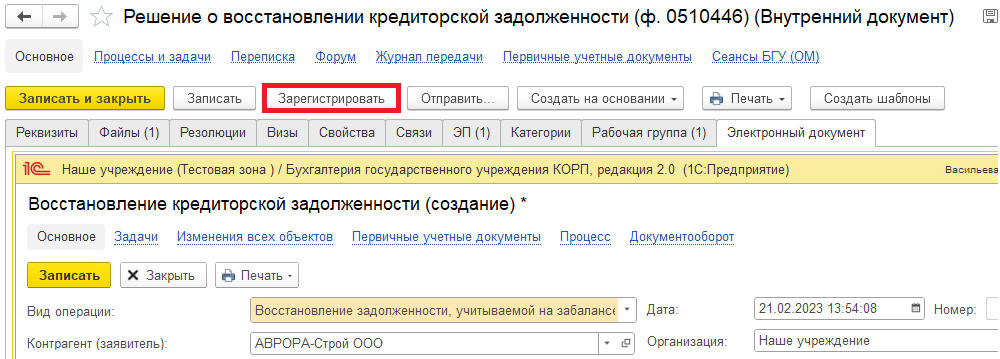 Решение о восстановлении кредиторской задолженности (ф. 0510446) (Внутренний документ)
Основное Процессы и задачи Переписка Форум Журнал передачи Первичные учетные документы Сеансы БГУ (ОМ)
Записать и закрыть Записать Зарегистрировать Отправить... Создать на основании Печать Создать шаблоны
Реквизиты Файлы (1) Резолюции Визы Свойства Связи ЭП (1) Категории Рабочая группа (1) Электронный документ
1С Наше учреждение (Тестовая зона ) / Бухгалтерия государственного учреждения КОРП, редакция 2.0 (1С:Предприятие) Васильева
Восстановление кредиторской задолженности (создание) *
Основное Задачи Изменения всех объектов Первичные учетные документы Процесс Документооборот
Записать Закрыть Печать
Вид операции: Восстановление задолженности, учитываемой на забалансе Дата: 21.02.2023 13:54:08 Номер:
Контрагент (заявитель): АВРОРА-Строй ООО Организация: Наше учреждение